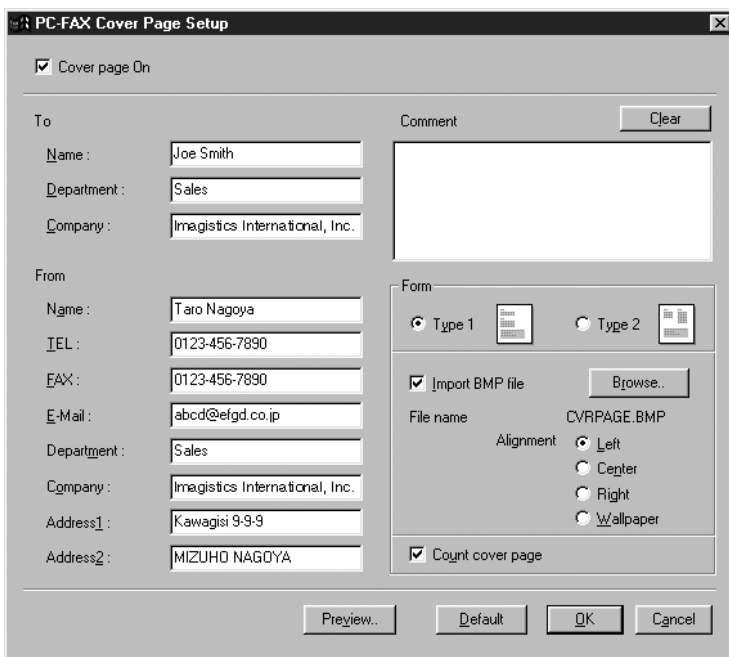 PC-FAX Cover Page Setup
Cover page On
To
Name : Joe Smith
Department : Sales
Company : Imagistics International, Inc.
From
Name : Taro Nagoya
TEL : 0123-456-7890
FAX : 0123-456-7890
E-Mail : abcd@efgd.co.jp
Department : Sales
Company : Imagistics International, Inc.
Address1 : Kawagisi 9-9-9
Address2 : MIZUHO NAGOYA
Comment Clear
Form
Type 1 Type 2
Import BMP file Browse..
File name CVRPAGE.BMP
Alignment Left
Center
Right
Wallpaper
Count cover page
Preview.. Default OK Cancel